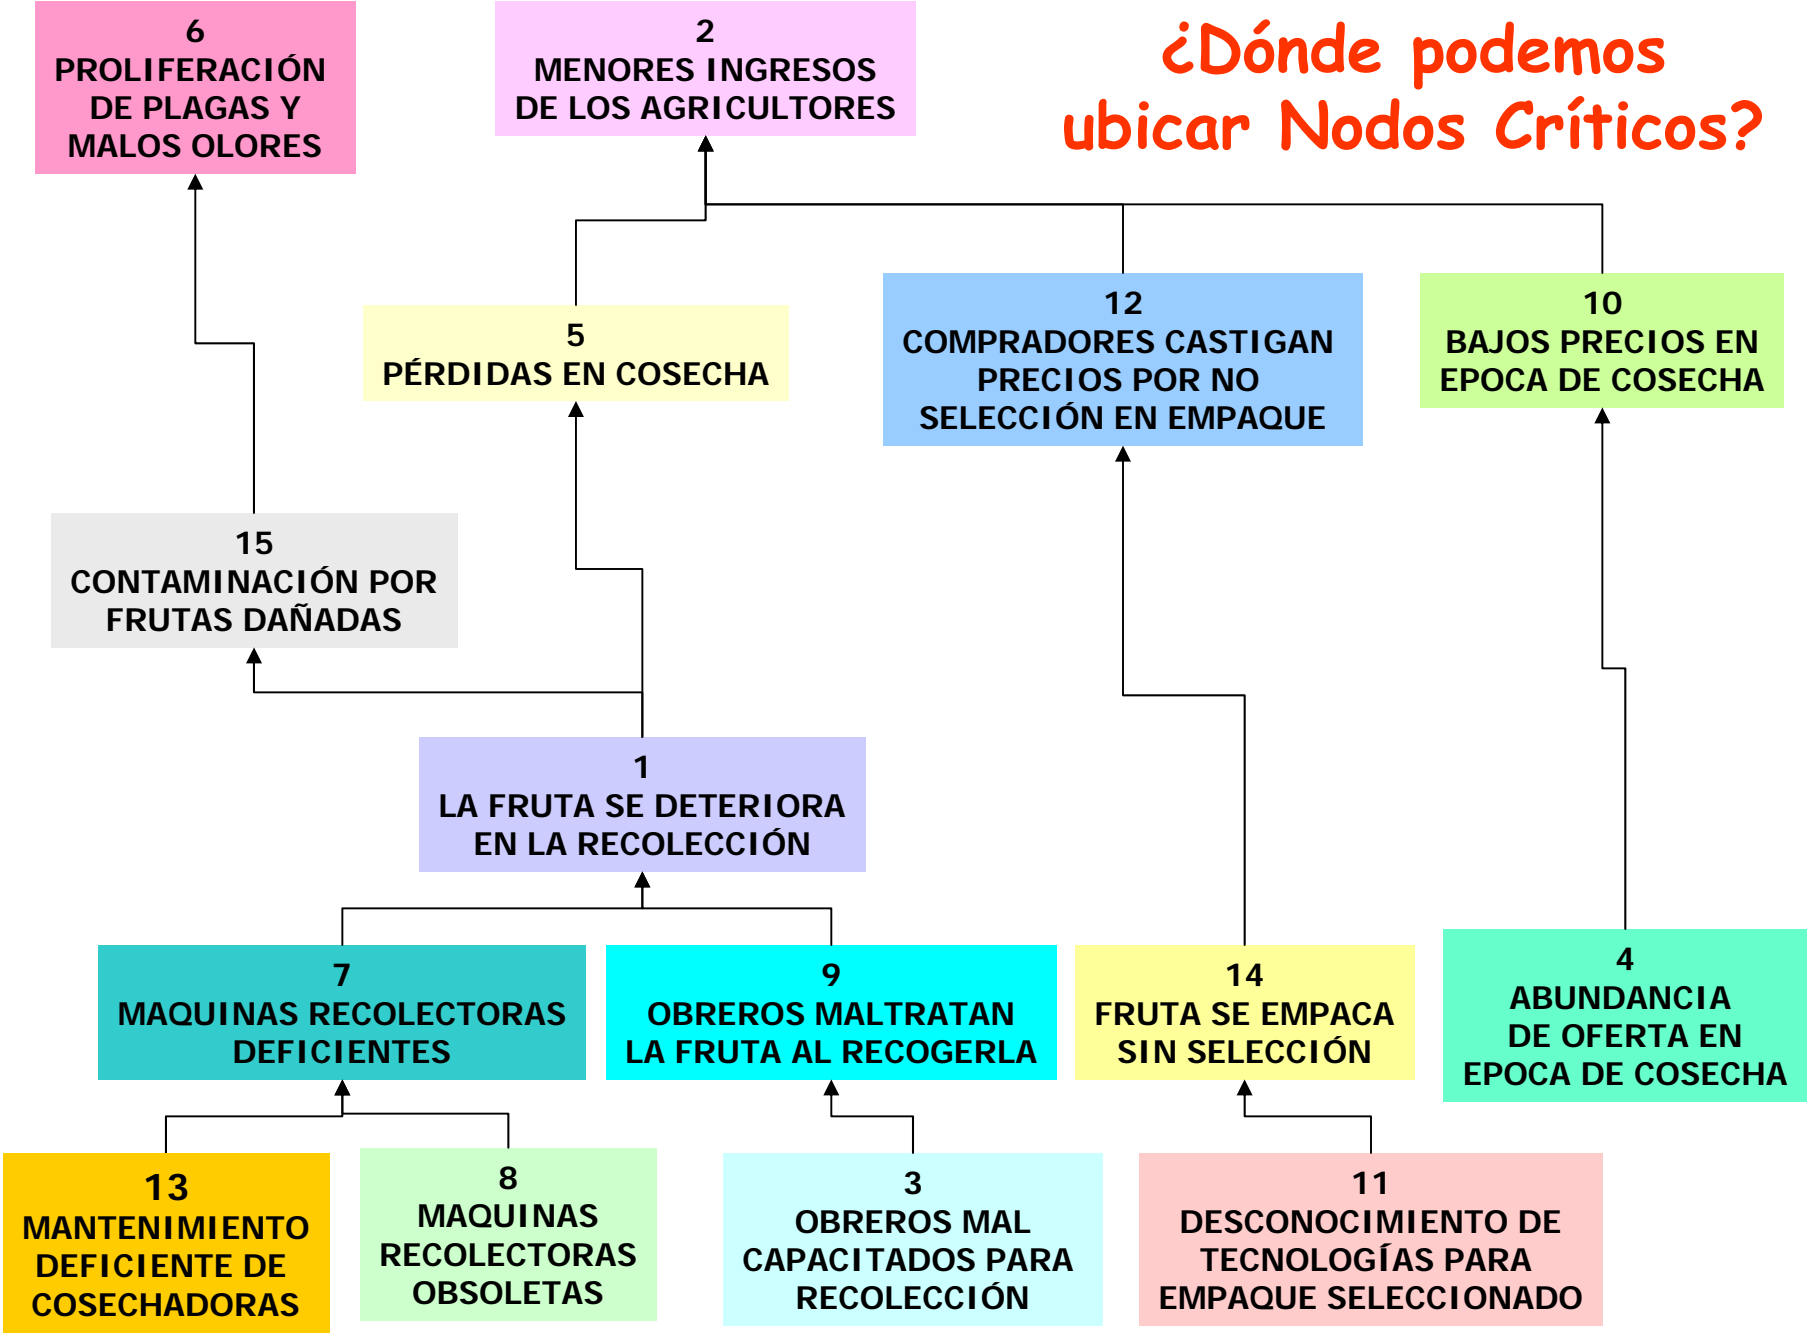 ¿Dónde podemos
ubicar Nodos Críticos?
6
PROLIFERACIÓN
DE PLAGAS Y
MALOS OLORES
2
MENORES INGRESOS
DE LOS AGRICULTORES
5
PÉRDIDAS EN COSECHA
12
COMPRADORES CASTIGAN
PRECIOS POR NO
SELECCIÓN EN EMPAQUE
10
BAJOS PRECIOS EN
EPOCA DE COSECHA
15
CONTAMINACIÓN POR
FRUTAS DAÑADAS
1
LA FRUTA SE DETERIORA
EN LA RECOLECCIÓN
7
MAQUINAS RECOLECTORAS
DEFICIENTES
9
OBREROS MALTRATAN
LA FRUTA AL RECOGERLA
14
FRUTA SE EMPACA
SIN SELECCIÓN
4
ABUNDANCIA
DE OFERTA EN
EPOCA DE COSECHA
13
MANTENIMIENTO
DEFICIENTE DE
COSECHADORAS
8
MAQUINAS
RECOLECTORAS
OBSOLETAS
3
OBREROS MAL
CAPACITADOS PARA
RECOLECCIÓN
11
DESCONOCIMIENTO DE
TECNOLOGÍAS PARA
EMPAQUE SELECCIONADO